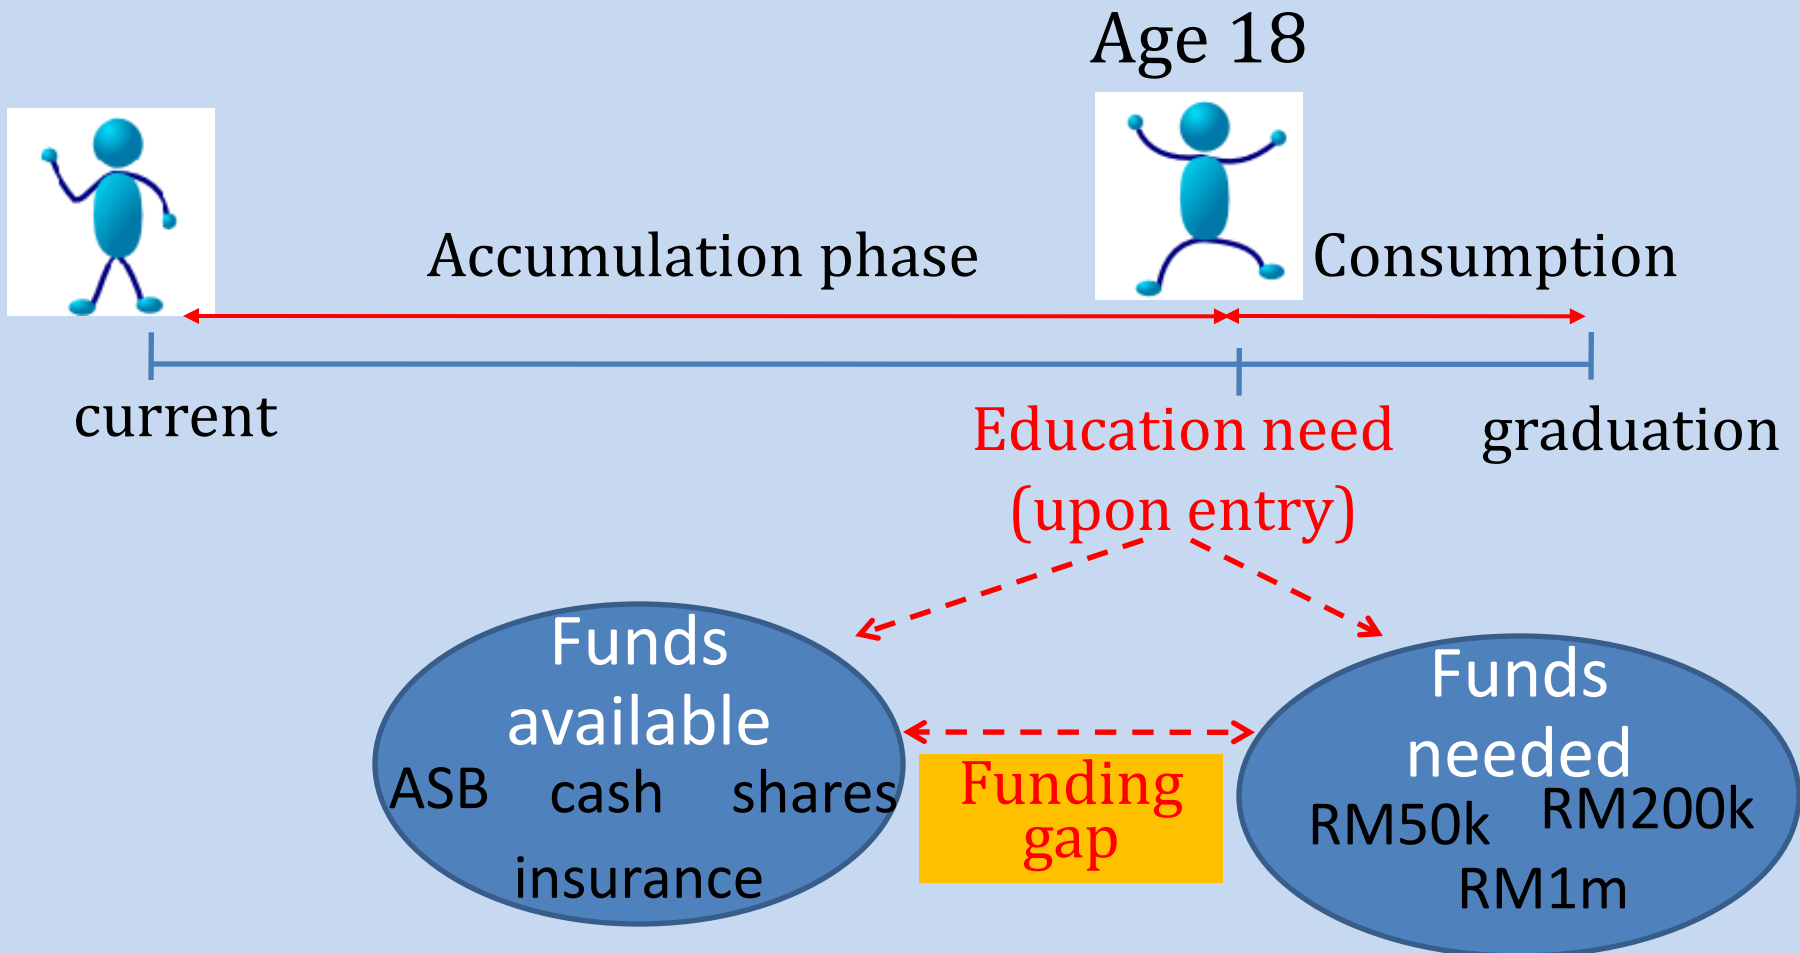 Age 18
Accumulation phase
Consumption
current
Education need
(upon entry)
graduation
Funds
available
ASB
cash
shares
insurance
Funding
gap
Funds
needed
RM50k
RM200k
RM1m